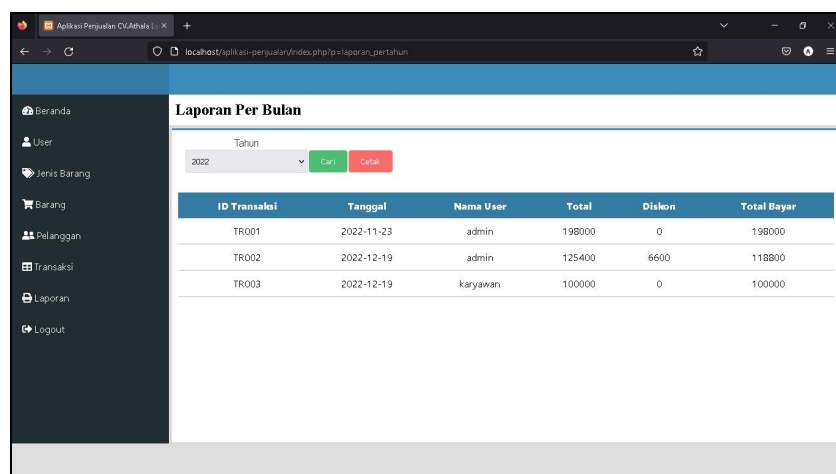 Aplikasi Penjualan CV.Athala La
localhost/aplikasi-penjualan/index.php?p=laporan_pertahun
Beranda
User
Jenis Barang
Barang
Pelanggan
Transaksi
Laporan
Logout
Laporan Per Bulan
Tahun
2022 Cari Cetak
ID Transaksi Tanggal Nama User Total Diskon Total Bayar
TR001 2022-11-23 admin 198000 0 198000
TR002 2022-12-19 admin 125400 6600 118800
TR003 2022-12-19 karyawan 100000 0 100000